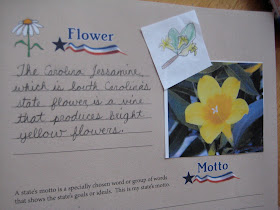 Flower
The Carolina Jessamine,
which is South Carolina's
state flower is a vine
that produces bright
yellow flowers.
Motto
A state's motto is a specially chosen word or group of words
that shows the state's goals or ideals. This is my state's motto.